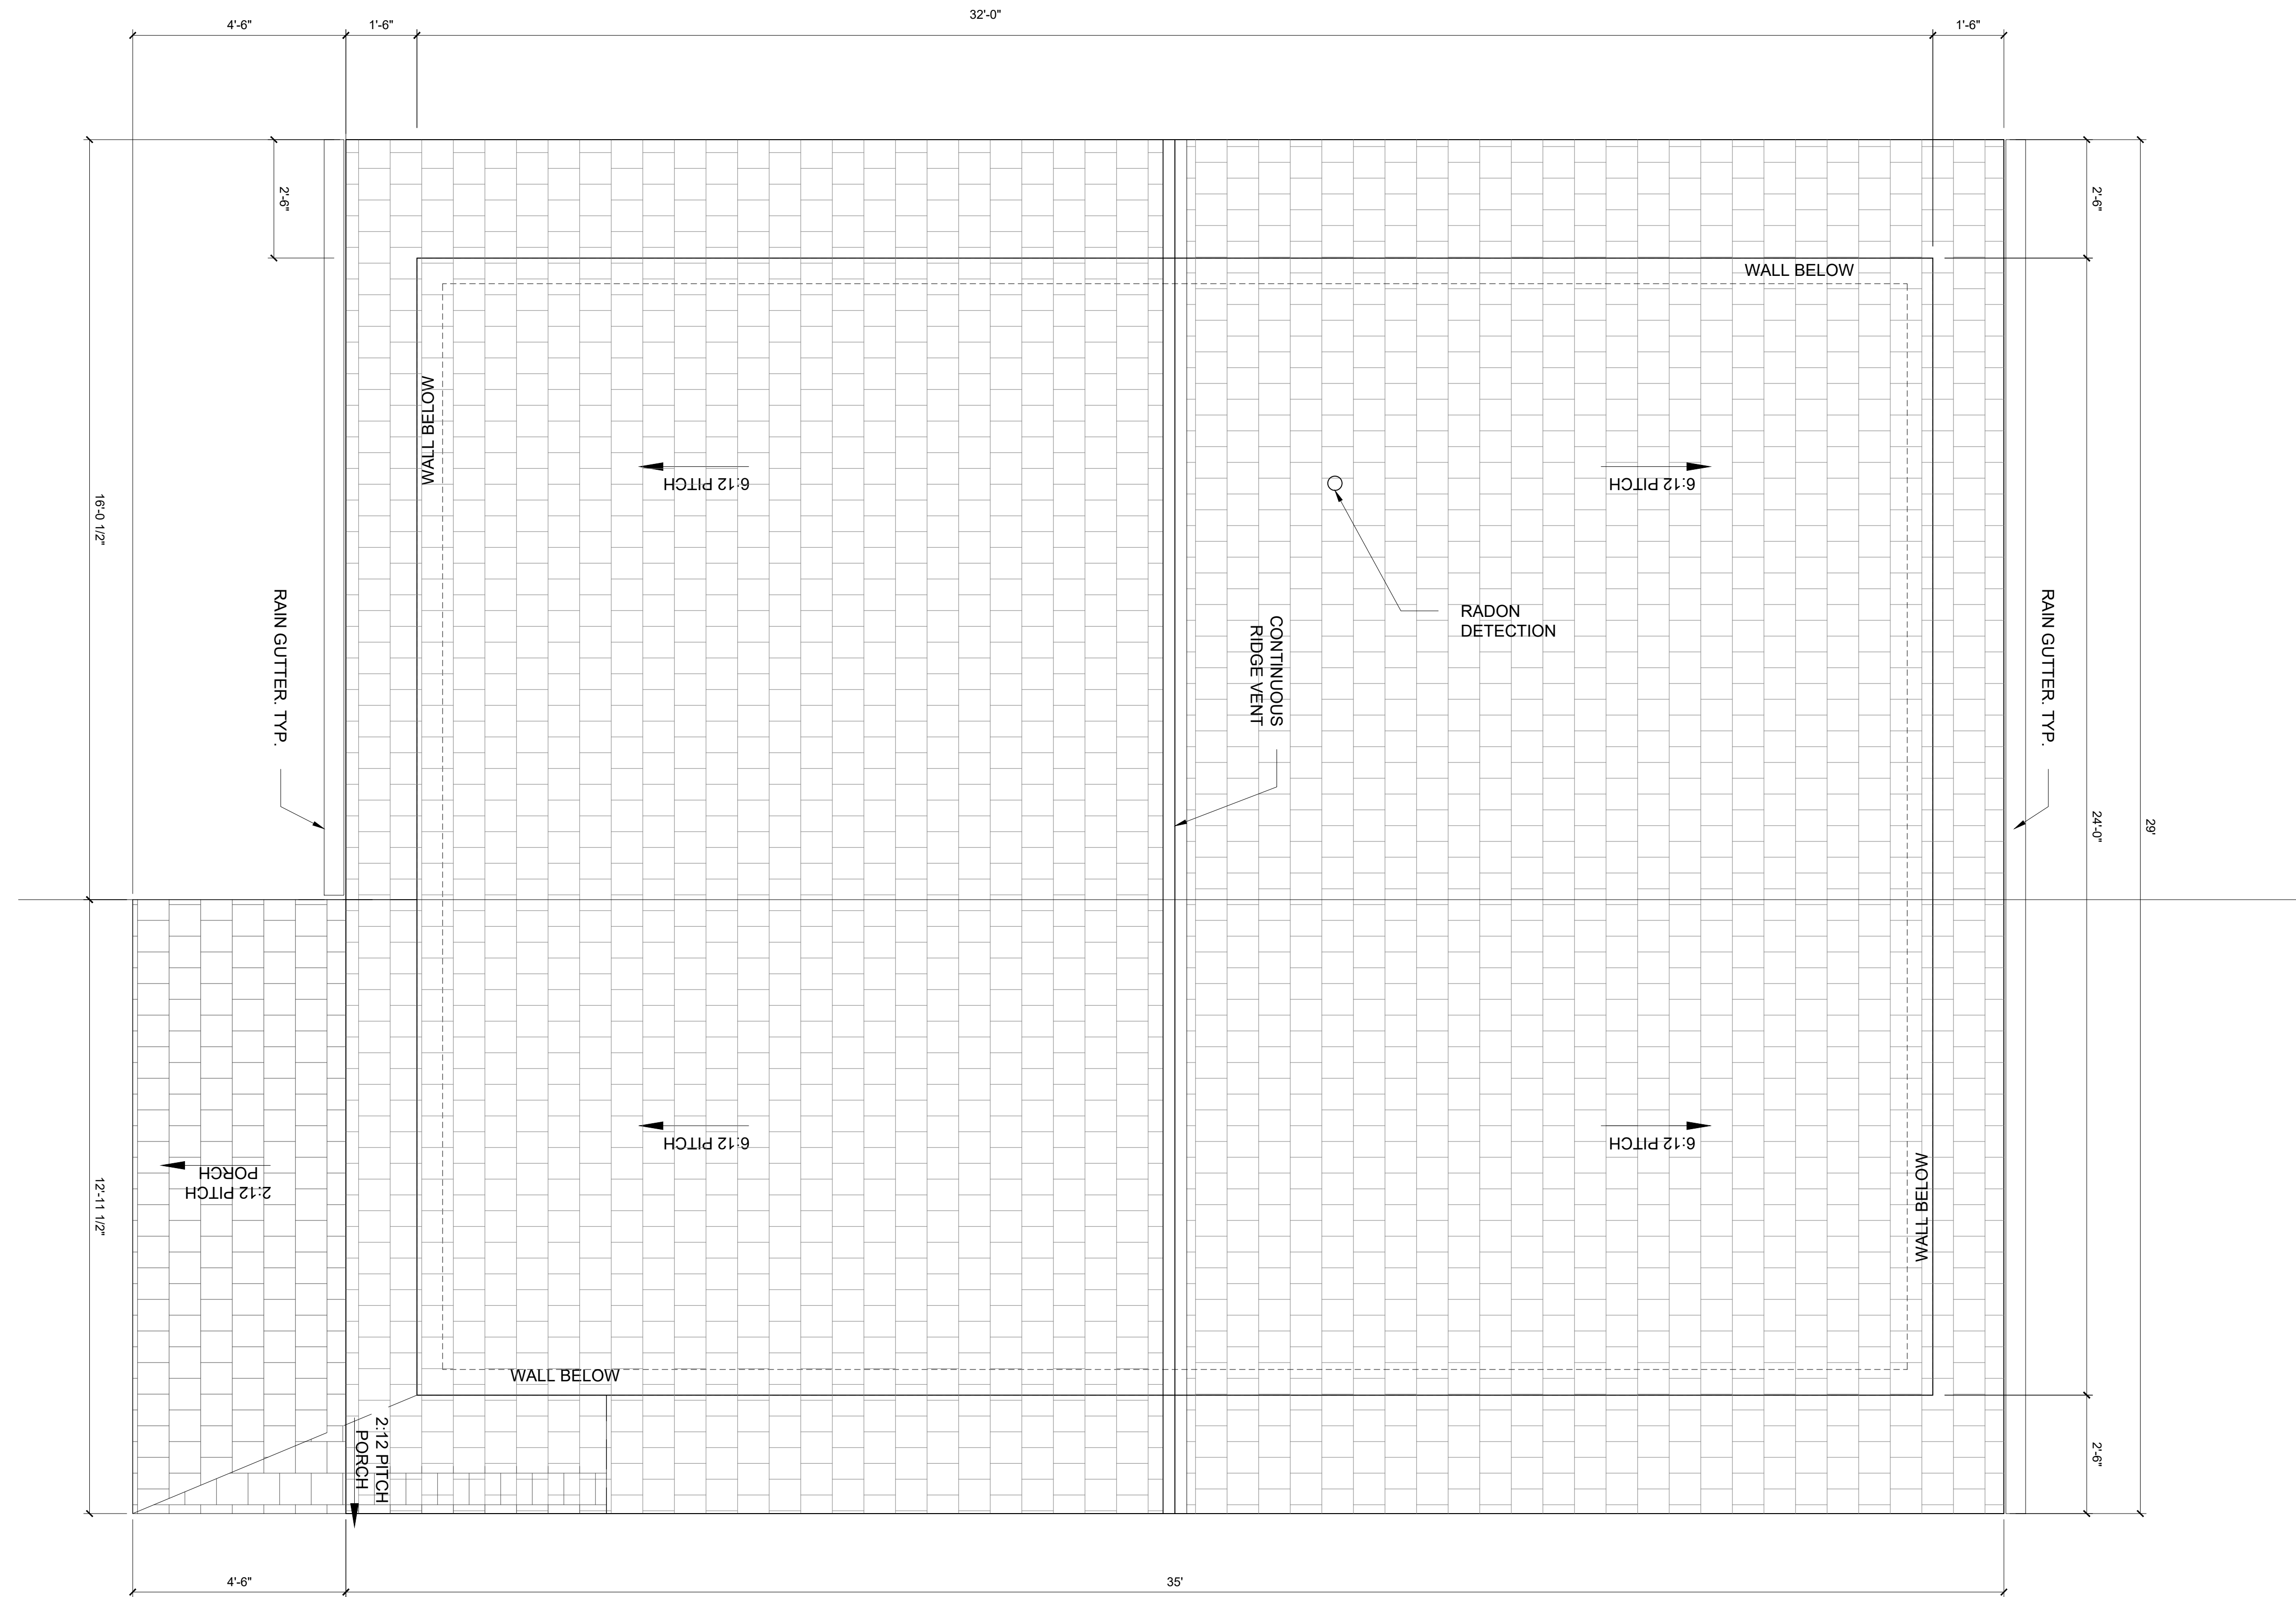 32'-0"
4'-6"
1'-6"
1'-6"
2'-6"
2'-6"
WALL BELOW
WALL BELOW
6:12 PITCH
6:12 PITCH
16'-0 1/2"
RAIN GUTTER. TYP.
RADON
DETECTION
CONTINUOUS
RIDGE VENT
RAIN GUTTER. TYP.
24'-0"
29'
6:12 PITCH
6:12 PITCH
2:12 PITCH
PORCH
12'-11 1/2"
WALL BELOW
WALL BELOW
2:12 PITCH
PORCH
2'-6"
4'-6"
35'